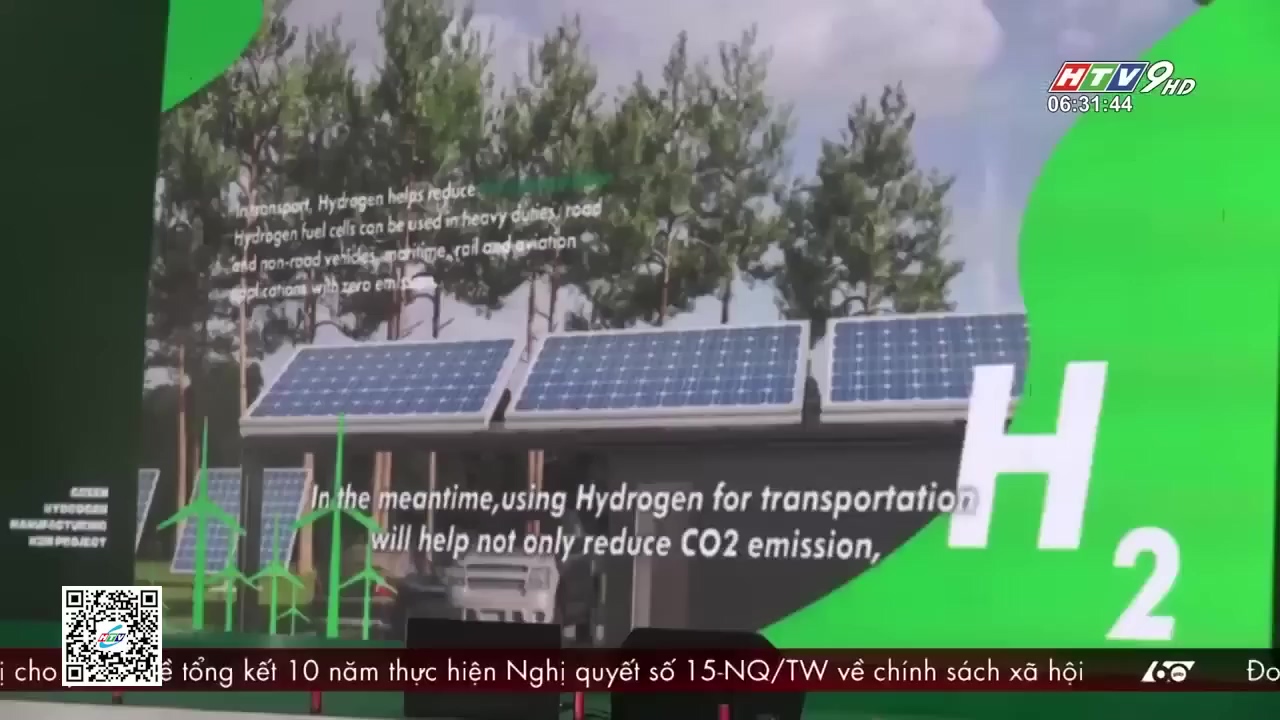 HTV9HD
06:31:44
In transport, Hydrogen helps reduce
Hydrogen fuel cells can be used in heavy duties, road
and non-road vehicles, maritime, rail and aviation
applications with zero emission
H2
In the meantime,using Hydrogen for transportation
will help not only reduce CO2 emission,
GREEN
HYDROGEN
MANUFACTURING
PROJECT
HTV
ị cho
ề tổng kết 10 năm thực hiện Nghị quyết số 15-NQ/TW về chính sách xã hội
60
Đo